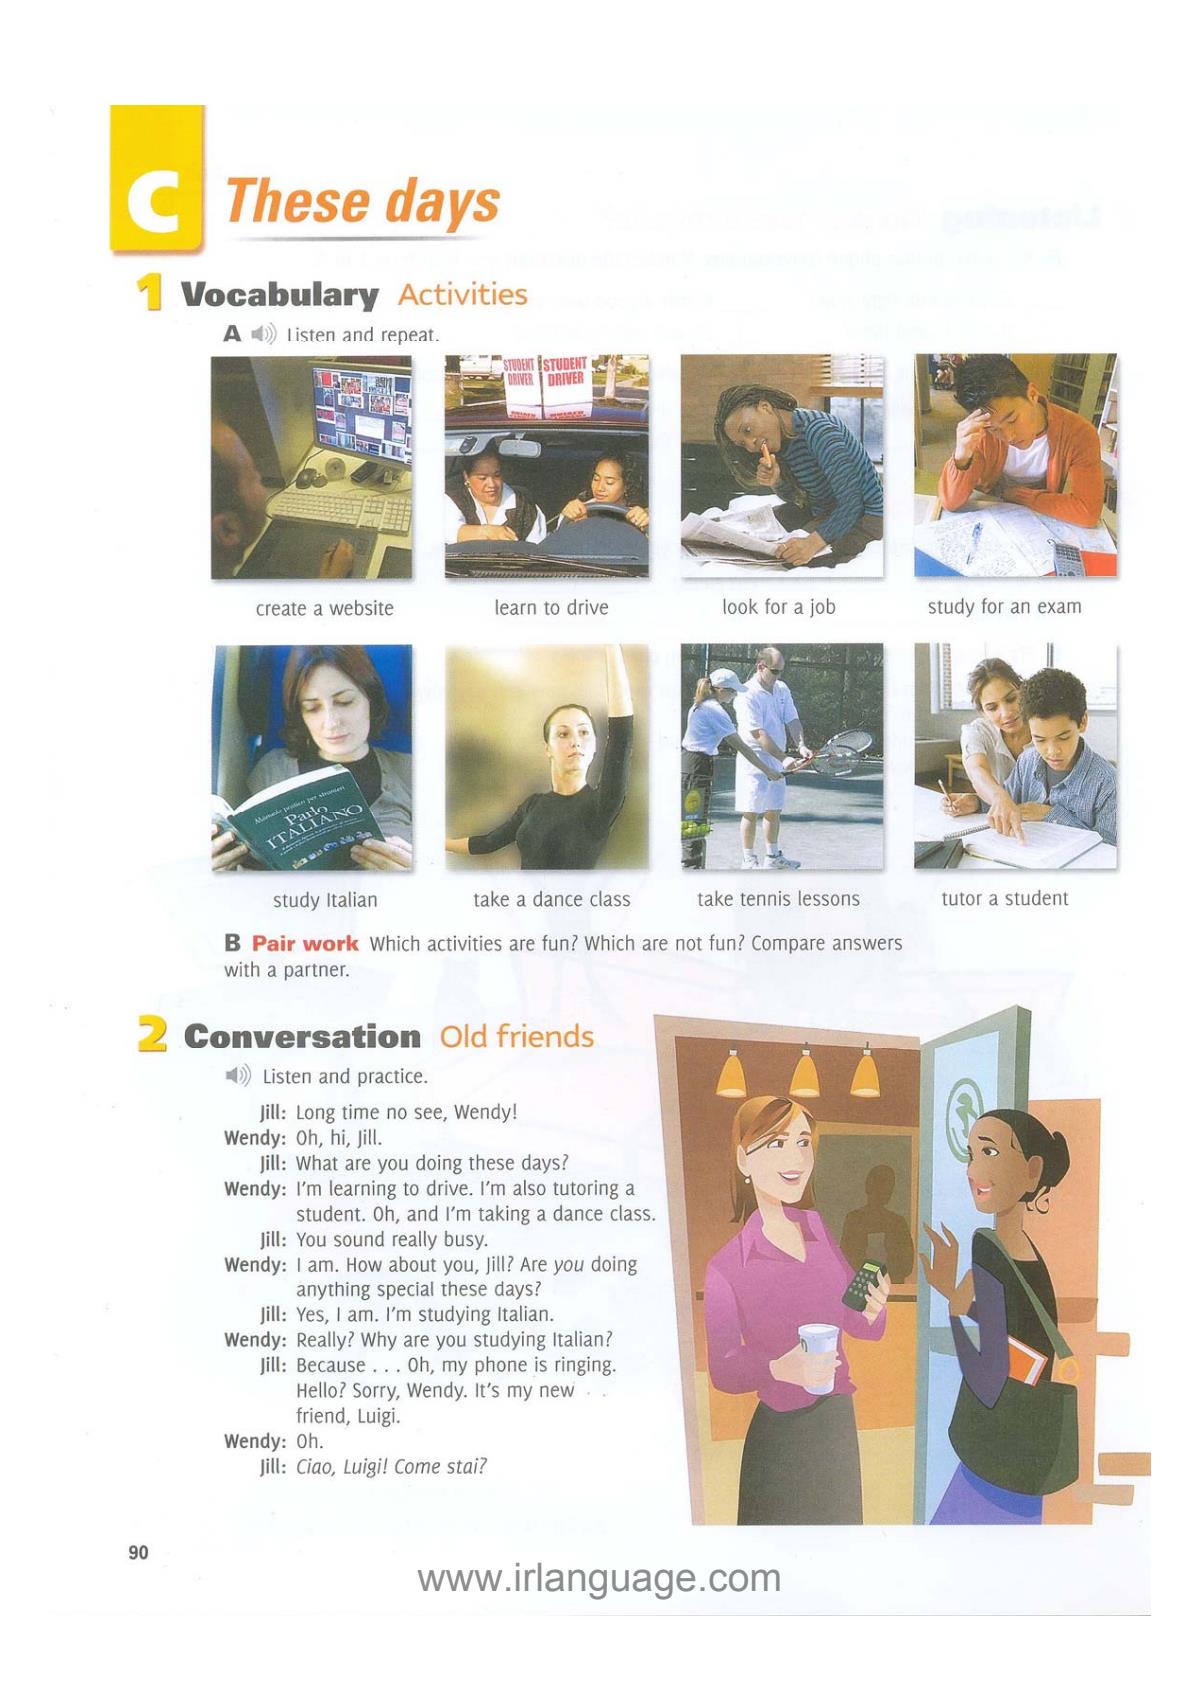 C
These days
1 Vocabulary Activities
A Listen and repeat.
STUDENT DRIVER
STUDENT DRIVER
create a website
learn to drive
look for a job
study for an exam
Parlo
ITALIANO
study Italian
take a dance class
take tennis lessons
tutor a student
B Pair work Which activities are fun? Which are not fun? Compare answers
with a partner.
2 Conversation Old friends
Listen and practice.
Jill: Long time no see, Wendy!
Wendy: Oh, hi, Jill.
Jill: What are you doing these days?
Wendy: I'm learning to drive. I'm also tutoring a
student. Oh, and I'm taking a dance class.
Jill: You sound really busy.
Wendy: I am. How about you, Jill? Are you doing
anything special these days?
Jill: Yes, I am. I'm studying Italian.
Wendy: Really? Why are you studying Italian?
Jill: Because . . . Oh, my phone is ringing.
Hello? Sorry, Wendy. It's my new
friend, Luigi.
Wendy: Oh.
Jill: Ciao, Luigi! Come stai?
90
www.irlanguage.com